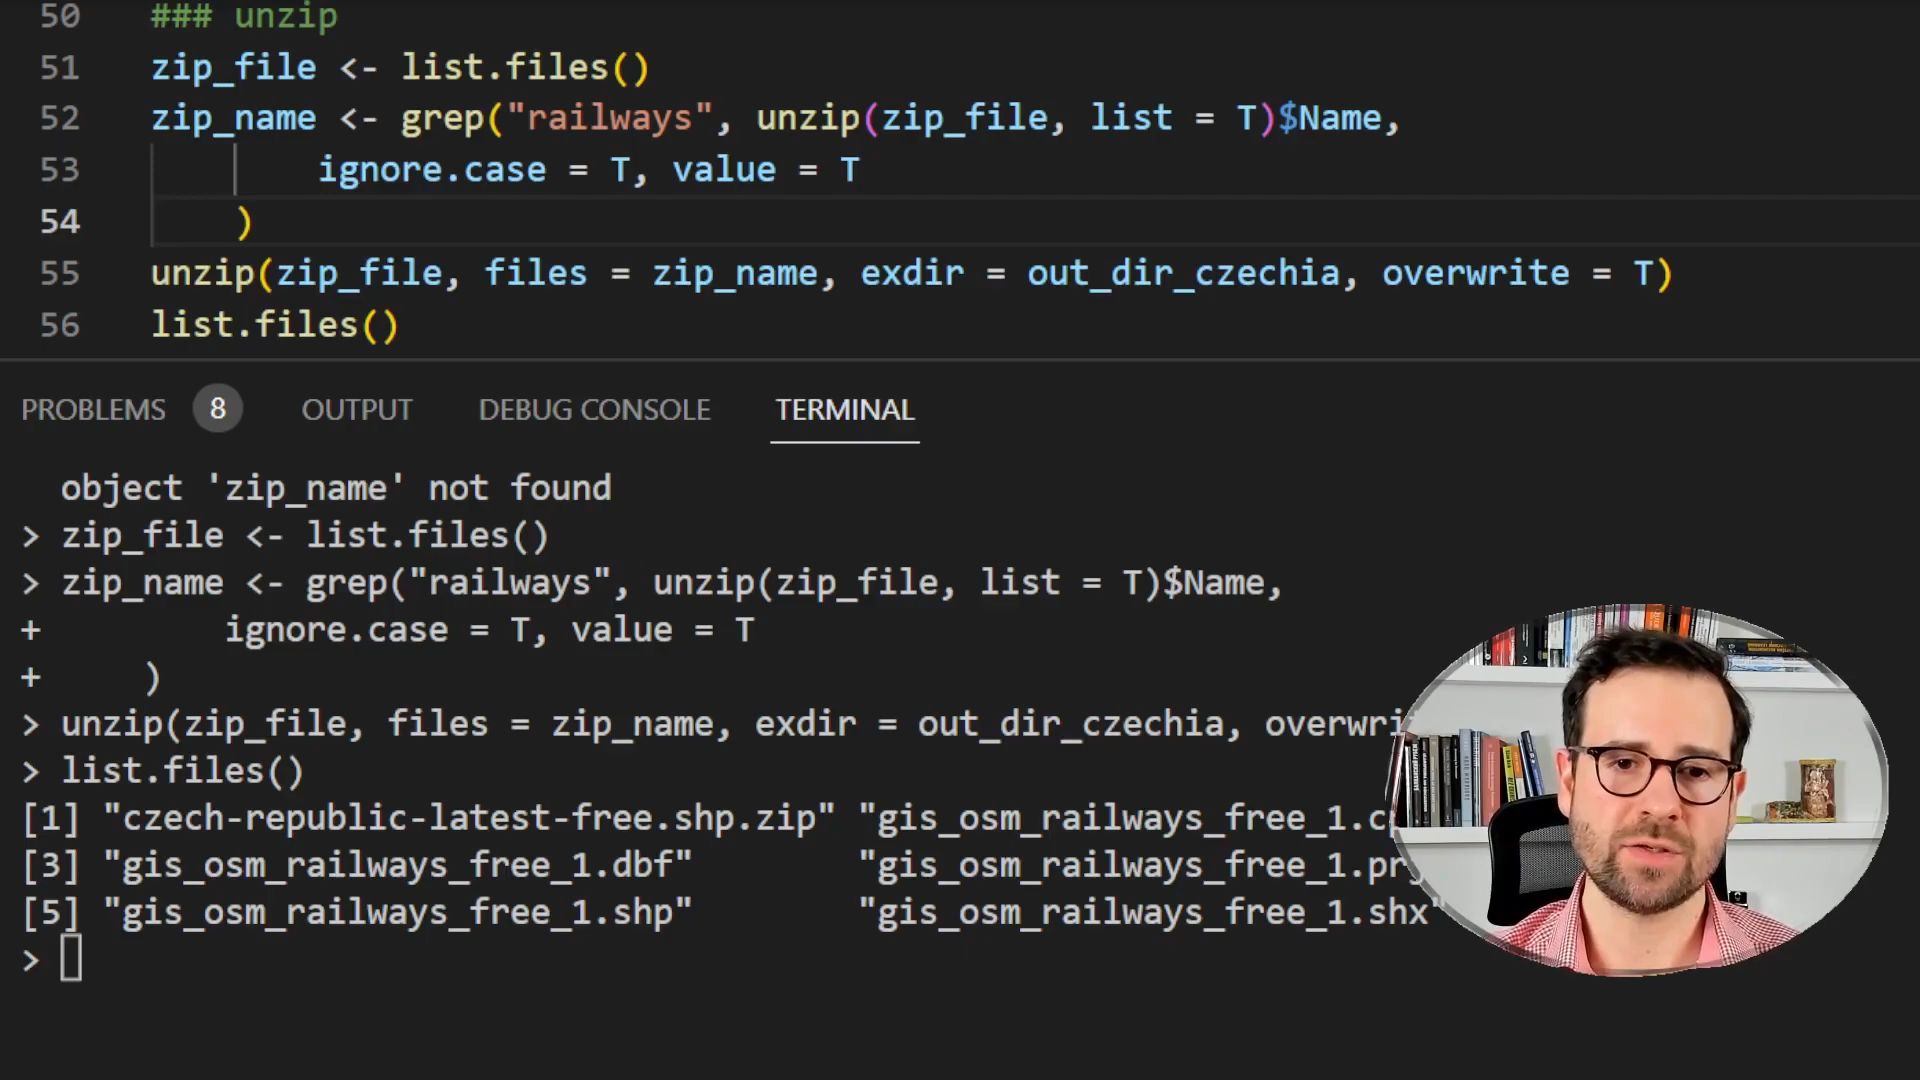 50 ### unzip
51 zip_file <- list.files()
52 zip_name <- grep("railways", unzip(zip_file, list = T)$Name,
53 ignore.case = T, value = T
54 )
55 unzip(zip_file, files = zip_name, exdir = out_dir_czechia, overwrite = T)
56 list.files()
PROBLEMS 8 OUTPUT DEBUG CONSOLE TERMINAL
object 'zip_name' not found
> zip_file <- list.files()
> zip_name <- grep("railways", unzip(zip_file, list = T)$Name,
+ ignore.case = T, value = T
+ )
> unzip(zip_file, files = zip_name, exdir = out_dir_czechia, overwri
> list.files()
[1] "czech-republic-latest-free.shp.zip" "gis_osm_railways_free_1.c
[3] "gis_osm_railways_free_1.dbf" "gis_osm_railways_free_1.prj
[5] "gis_osm_railways_free_1.shp" "gis_osm_railways_free_1.shx"
>